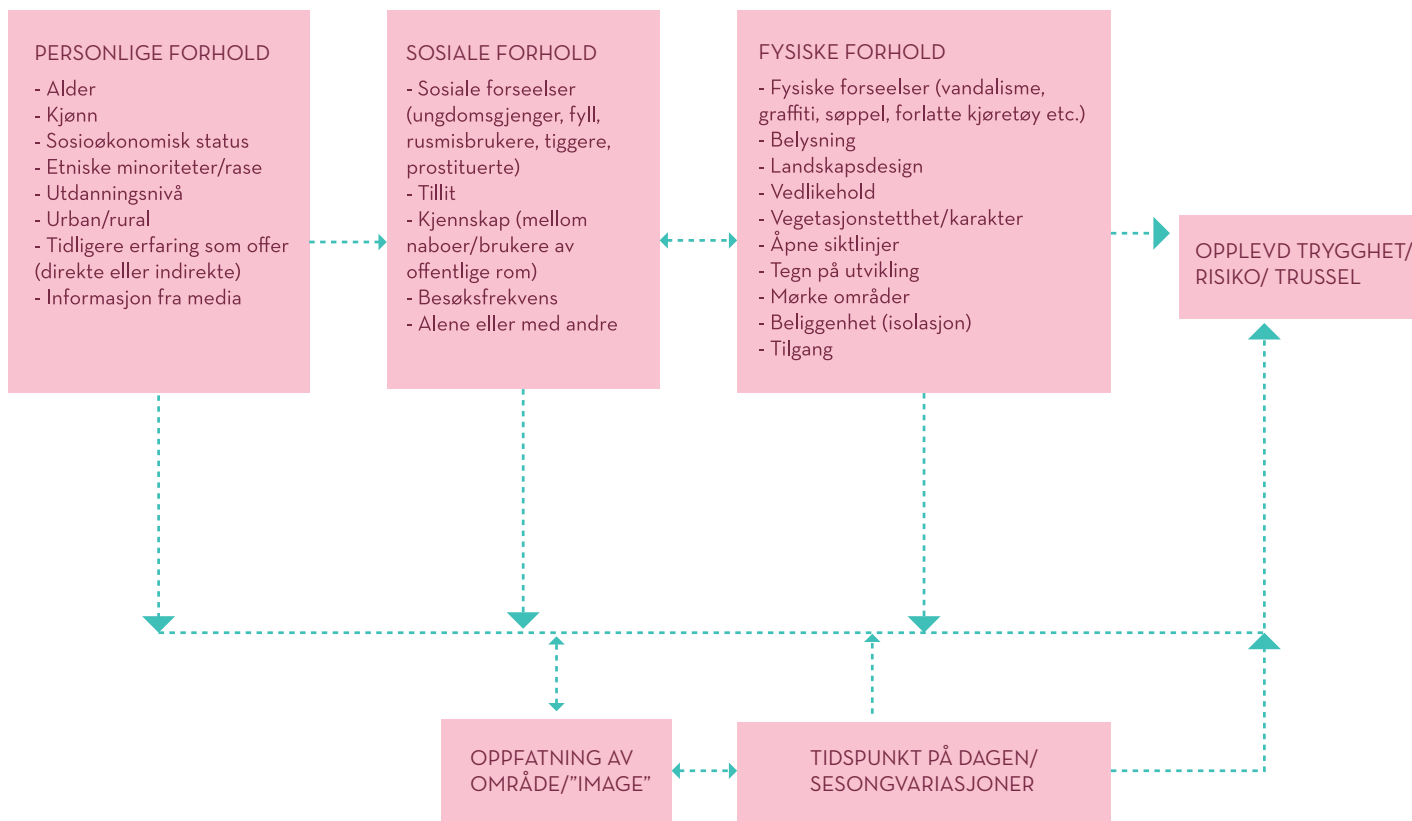 PERSONLIGE FORHOLD
- Alder
- Kjønn
- Sosioøkonomisk status
- Etniske minoriteter/rase
- Utdanningsnivå
- Urban/rural
- Tidligere erfaring som offer
(direkte eller indirekte)
- Informasjon fra media
SOSIALE FORHOLD
- Sosiale forseelser
(ungdomsgjenger, fyll,
rusmisbrukere, tiggere,
prostituerte)
- Tillit
- Kjennskap (mellom
naboer/brukere av
offentlige rom)
- Besøksfrekvens
- Alene eller med andre
FYSISKE FORHOLD
- Fysiske forseelser (vandalisme,
graffiti, søppel, forlatte kjøretøy etc.)
- Belysning
- Landskapsdesign
- Vedlikehold
- Vegetasjonstetthet/karakter
- Åpne siktlinjer
- Tegn på utvikling
- Mørke områder
- Beliggenhet (isolasjon)
- Tilgang
OPPLEVD TRYGGHET/
RISIKO/ TRUSSEL
OPPFATNING AV
OMRÅDE/"IMAGE"
TIDSPUNKT PÅ DAGEN/
SESONGVARIASJONER